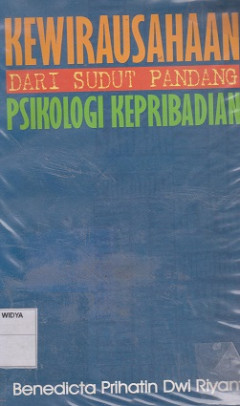 KEWIRAUSAHAAN
DARI SUDUT PANDANG
PSIKOLOGI KEPRIBADIAN
WIDYA
Benedicta Prihatin Dwi Riyan